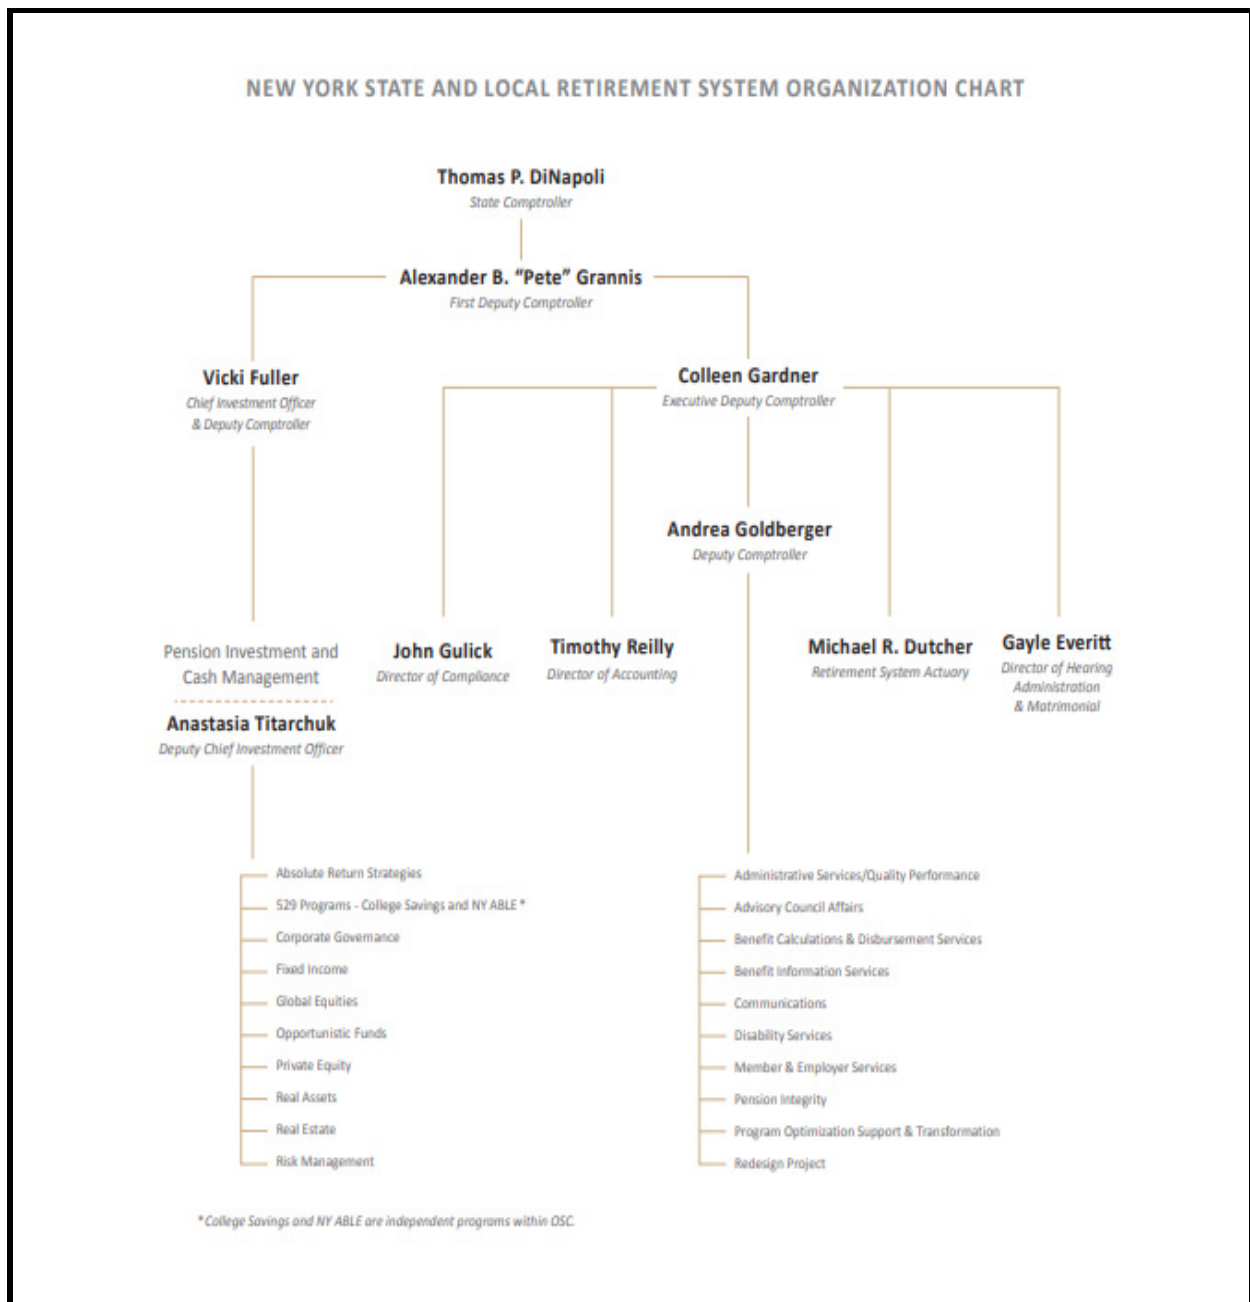 NEW YORK STATE AND LOCAL RETIREMENT SYSTEM ORGANIZATION CHART
Thomas P. DiNapoli
State Comptroller
Alexander B. “Pete” Grannis
First Deputy Comptroller
Vicki Fuller
Chief Investment Officer
& Deputy Comptroller
Colleen Gardner
Executive Deputy Comptroller
Andrea Goldberger
Deputy Comptroller
Pension Investment and
Cash Management
Anastasia Titarchuk
Deputy Chief Investment Officer
John Gulick
Director of Compliance
Timothy Reilly
Director of Accounting
Michael R. Dutcher
Retirement System Actuary
Gayle Everitt
Director of Hearing
Administration
& Matrimonial
Absolute Return Strategies
529 Programs - College Savings and NY ABLE *
Corporate Governance
Fixed Income
Global Equities
Opportunistic Funds
Private Equity
Real Assets
Real Estate
Risk Management
Administrative Services/Quality Performance
Advisory Council Affairs
Benefit Calculations & Disbursement Services
Benefit Information Services
Communications
Disability Services
Member & Employer Services
Pension Integrity
Program Optimization Support & Transformation
Redesign Project
* College Savings and NY ABLE are independent programs within OSC.